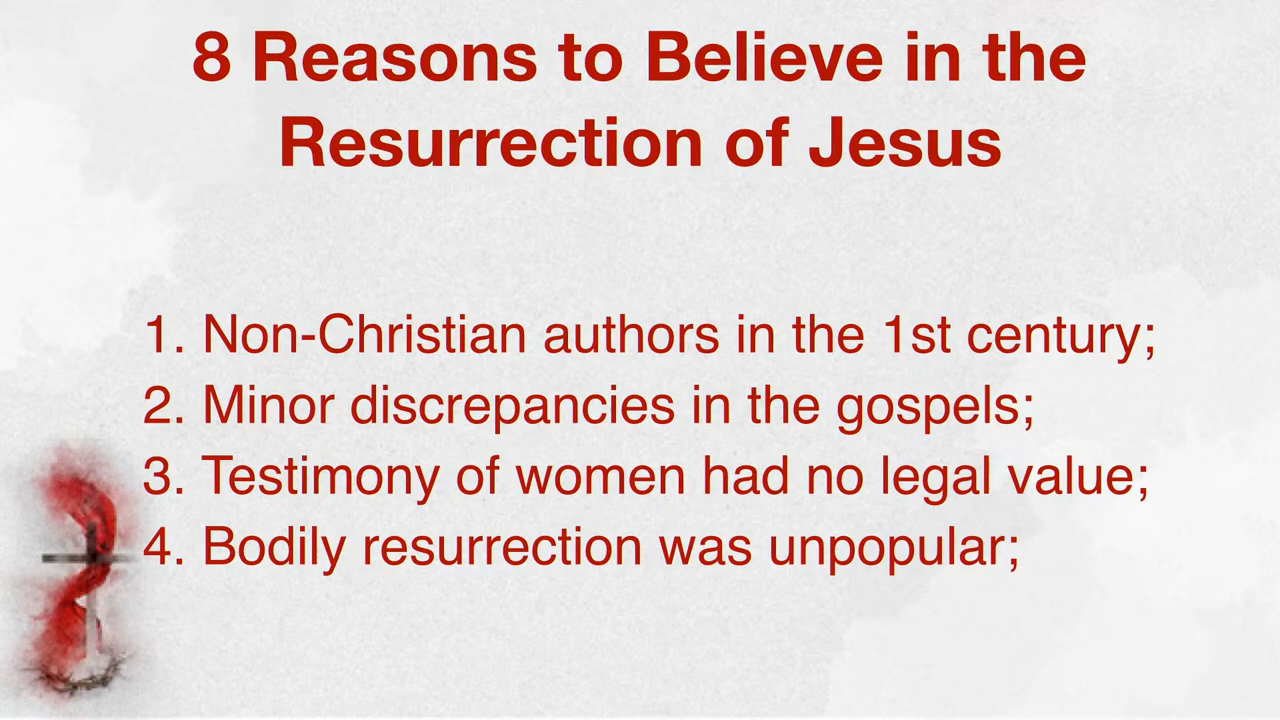 8 Reasons to Believe in the
Resurrection of Jesus
1. Non-Christian authors in the 1st century;
2. Minor discrepancies in the gospels;
3. Testimony of women had no legal value;
4. Bodily resurrection was unpopular;